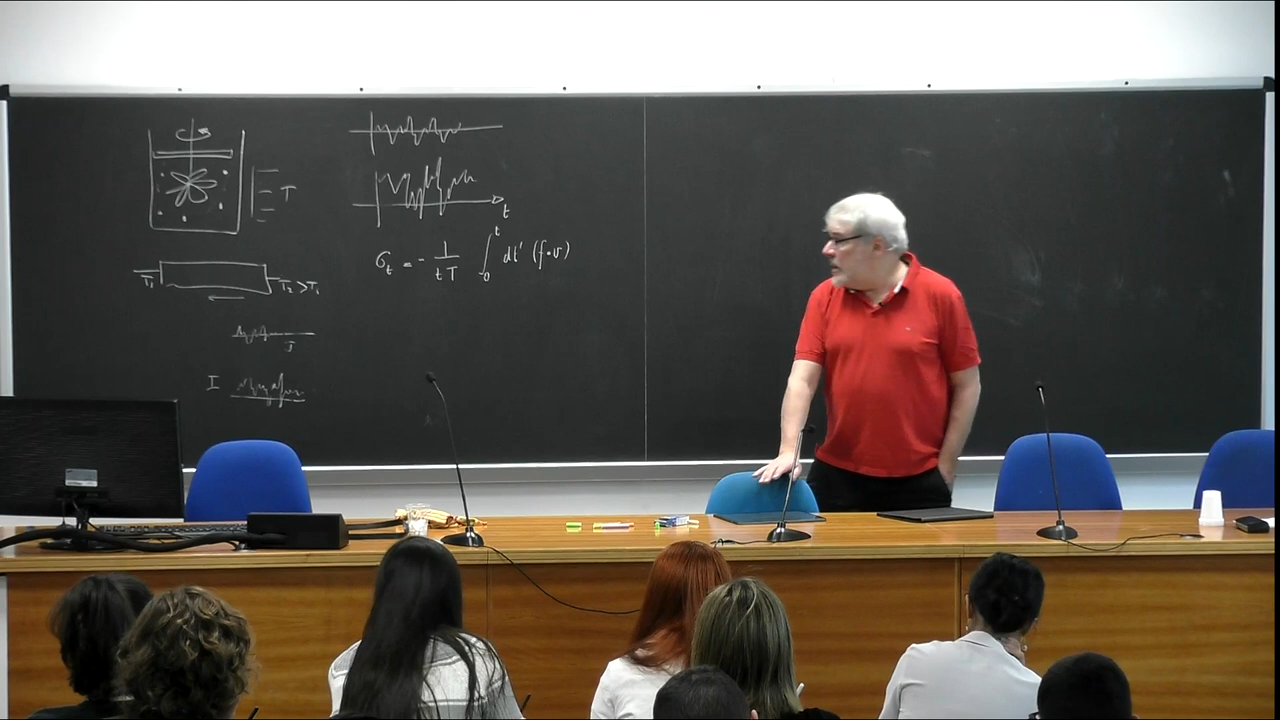 T
T₁ T₂ > T₁
J
I
t
σ_t = - 1/(tT) ∫₀ᵗ dt' (f∘v)